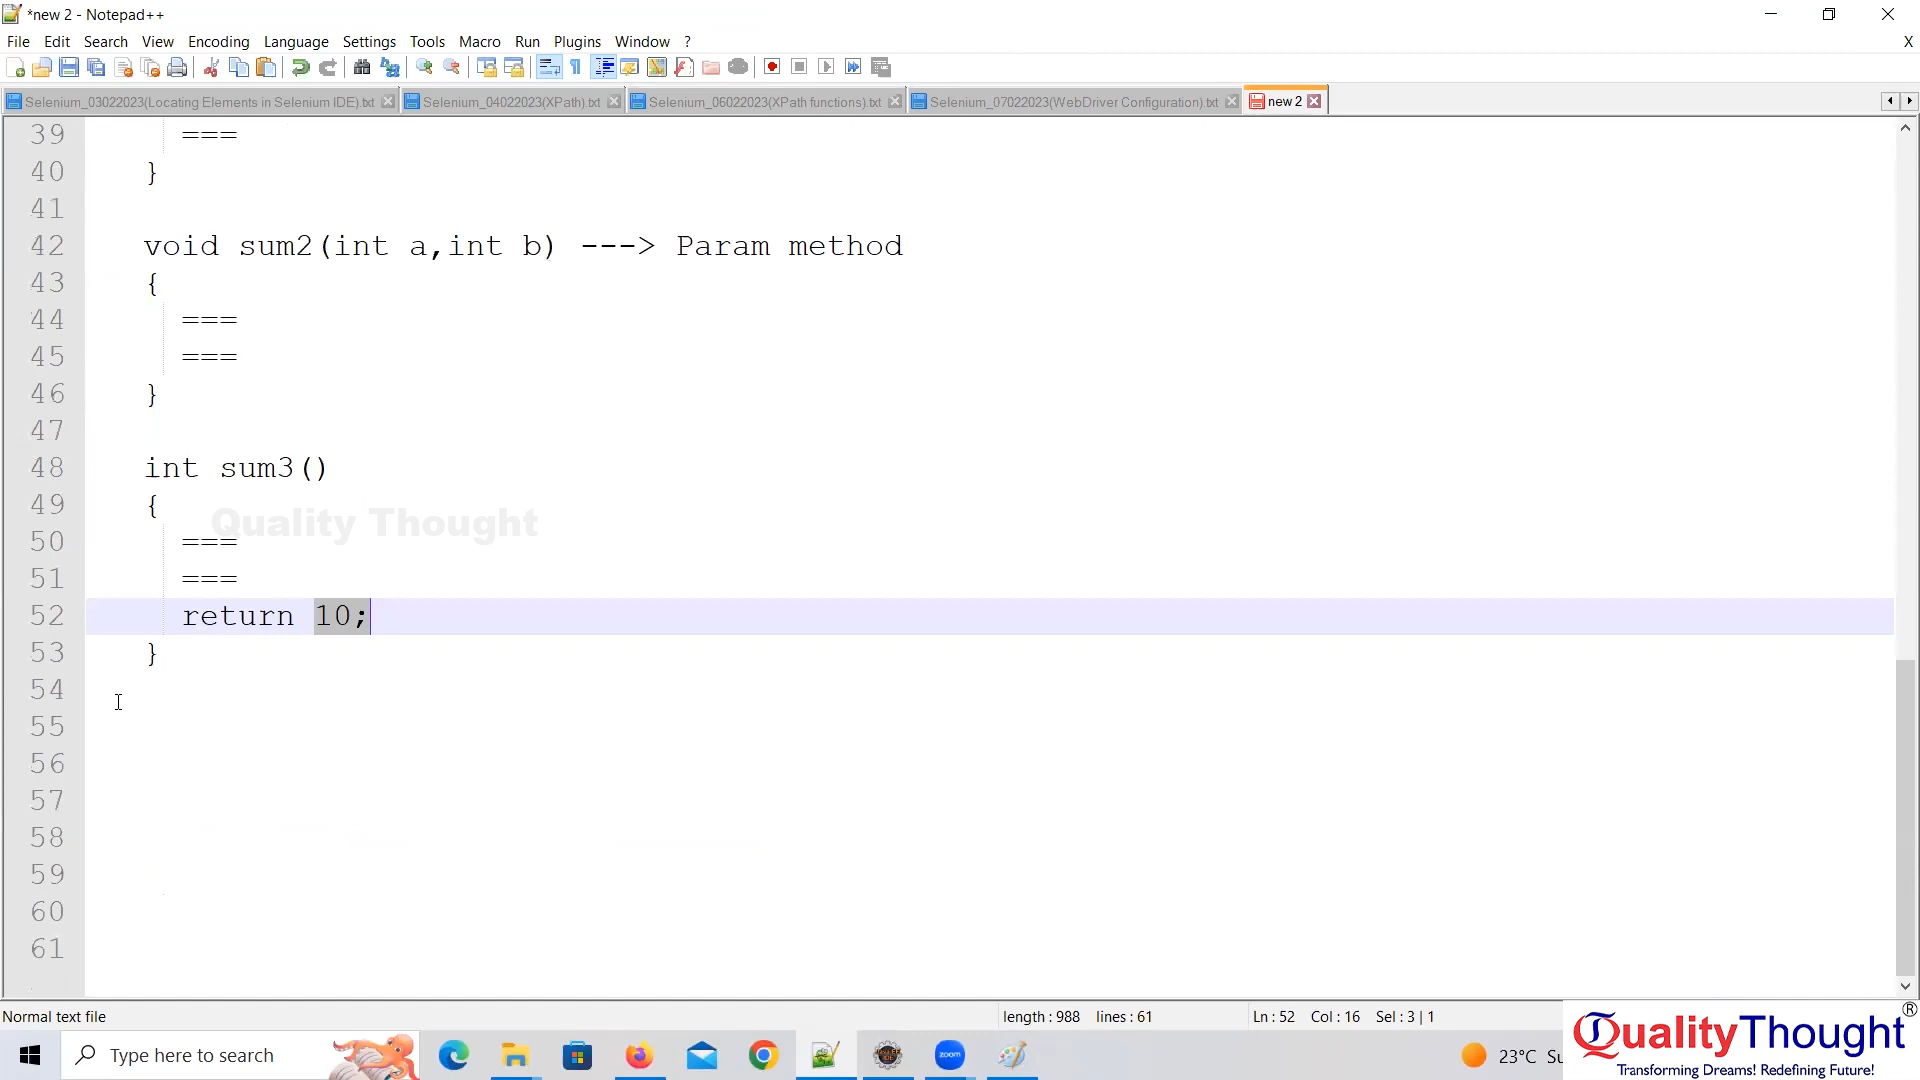 *new 2 - Notepad++
File Edit Search View Encoding Language Settings Tools Macro Run Plugins Window ? X
Selenium_03022023(Locating Elements in Selenium IDE).txt Selenium_04022023(XPath).txt Selenium_06022023(XPath functions).txt Selenium_07022023(WebDriver Configuration).txt new 2
39 ===
40 }
41
42 void sum2(int a,int b) ---> Param method
43 {
44 ===
45 ===
46 }
47
48 int sum3()
49 {
Quality Thought
50 ===
51 ===
52 return 10;
53 }
54
55
56
57
58
59
60
61
Normal text file length : 988 lines : 61 Ln : 52 Col : 16 Sel : 3 | 1
Type here to search 23°C Su
QualityThought®
Transforming Dreams! Redefining Future!